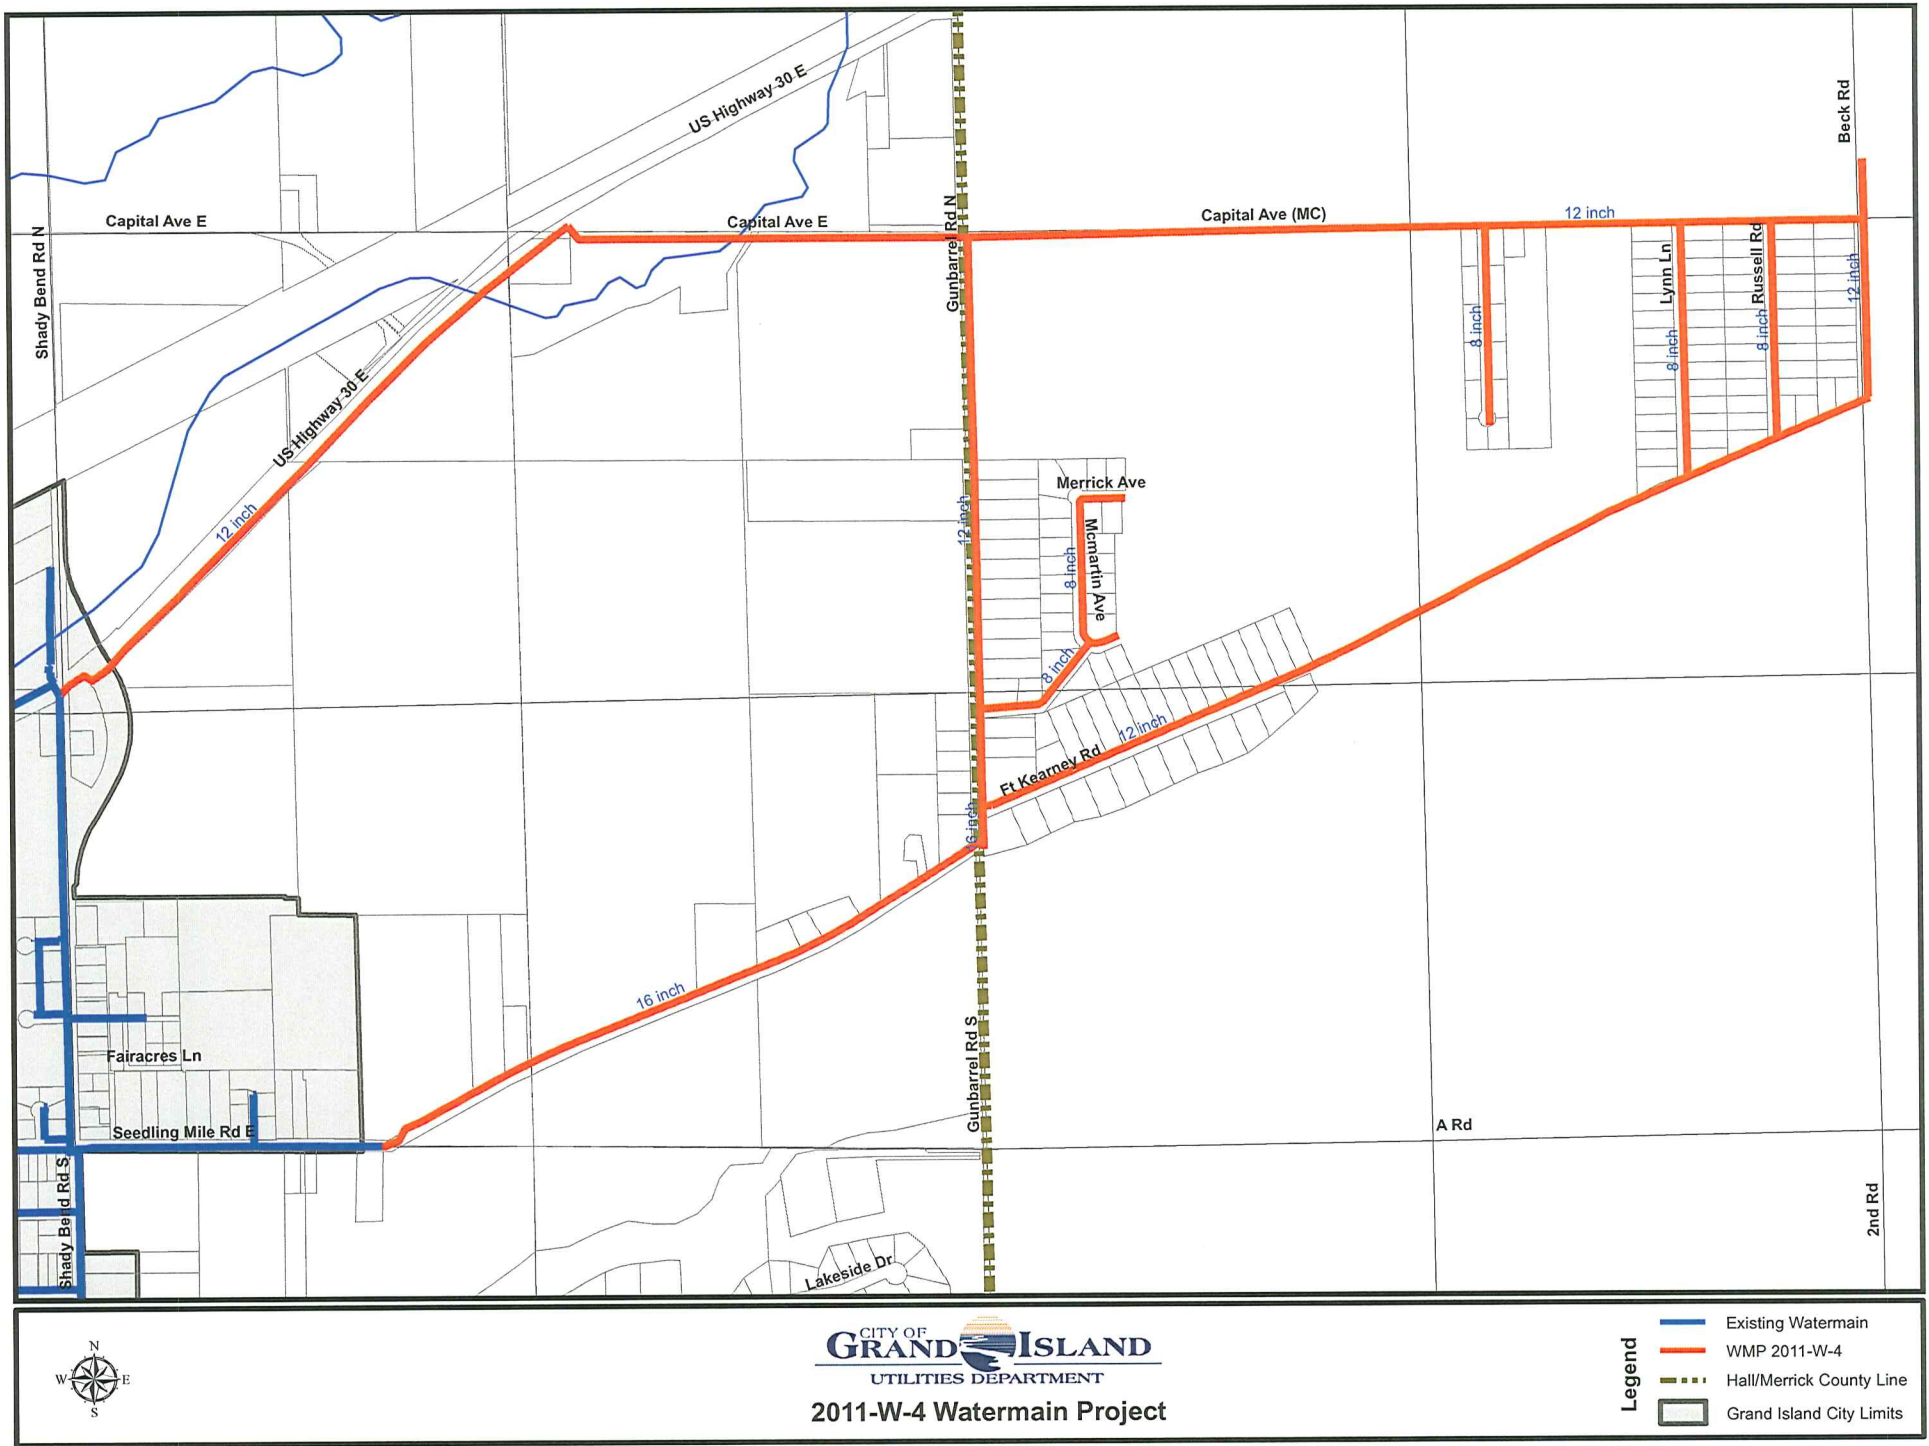 Beck Rd
US Highway 30 E
Capital Ave E
Capital Ave E
Capital Ave (MC)
12 inch
Shady Bend Rd N
Gunbarrel Rd N
Lynn Ln
Russell Rd
12 inch
8 inch
8 inch
8 inch
US Highway 30 E
12 inch
12 inch
Merrick Ave
Mcmartin Ave
8 inch
8 inch
12 inch
Ft Kearney Rd
16 inch
Gunbarrel Rd S
Fairacres Ln
Seedling Mile Rd E
A Rd
Shady Bend Rd S
2nd Rd
Lakeside Dr
N
W
E
S
CITY OF
GRAND ISLAND
UTILITIES DEPARTMENT
2011-W-4 Watermain Project
Legend
Existing Watermain
WMP 2011-W-4
Hall/Merrick County Line
Grand Island City Limits